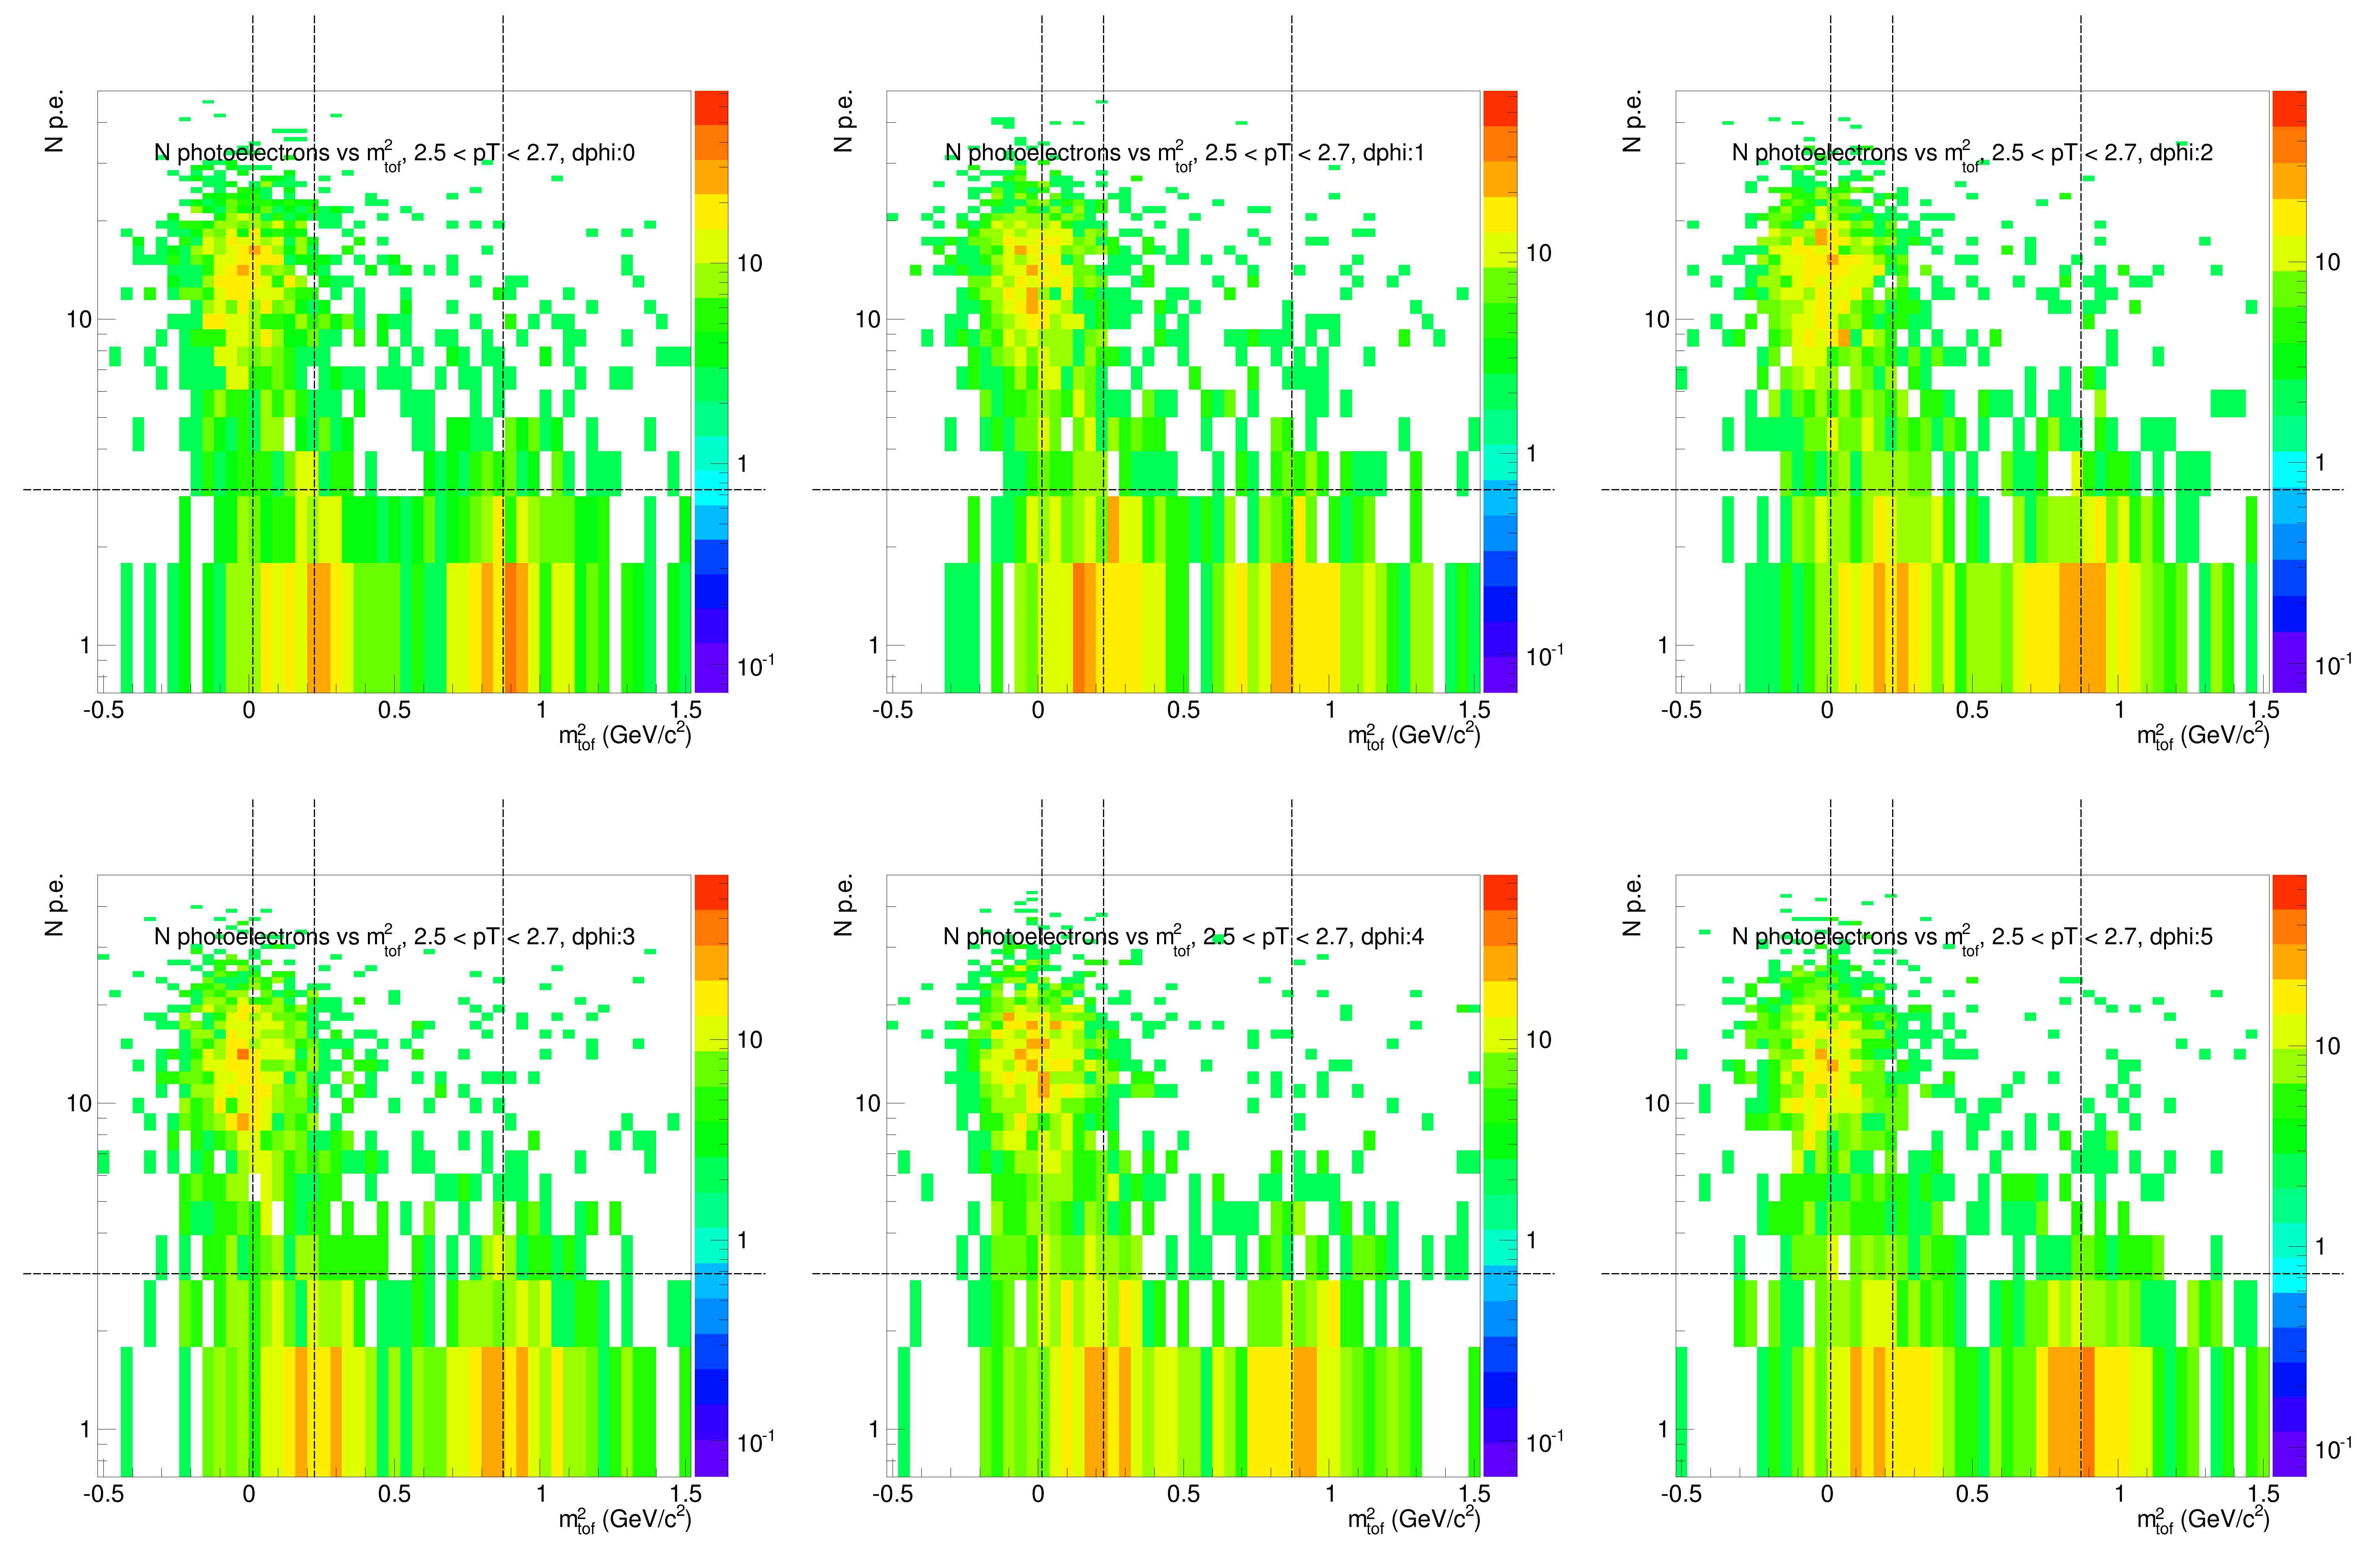 N p.e.
N photoelectrons vs m²tof, 2.5 < pT < 2.7, dphi:0
10
1
10
1
10⁻¹
-0.5 0 0.5 1 1.5
m²tof (GeV/c²)
N p.e.
N photoelectrons vs m²tof, 2.5 < pT < 2.7, dphi:1
10
1
10
1
10⁻¹
-0.5 0 0.5 1 1.5
m²tof (GeV/c²)
N p.e.
N photoelectrons vs m²tof, 2.5 < pT < 2.7, dphi:2
10
1
10
1
10⁻¹
-0.5 0 0.5 1 1.5
m²tof (GeV/c²)
N p.e.
N photoelectrons vs m²tof, 2.5 < pT < 2.7, dphi:3
10
1
10
1
10⁻¹
-0.5 0 0.5 1 1.5
m²tof (GeV/c²)
N p.e.
N photoelectrons vs m²tof, 2.5 < pT < 2.7, dphi:4
10
1
10
1
10⁻¹
-0.5 0 0.5 1 1.5
m²tof (GeV/c²)
N p.e.
N photoelectrons vs m²tof, 2.5 < pT < 2.7, dphi:5
10
1
10
1
10⁻¹
-0.5 0 0.5 1 1.5
m²tof (GeV/c²)